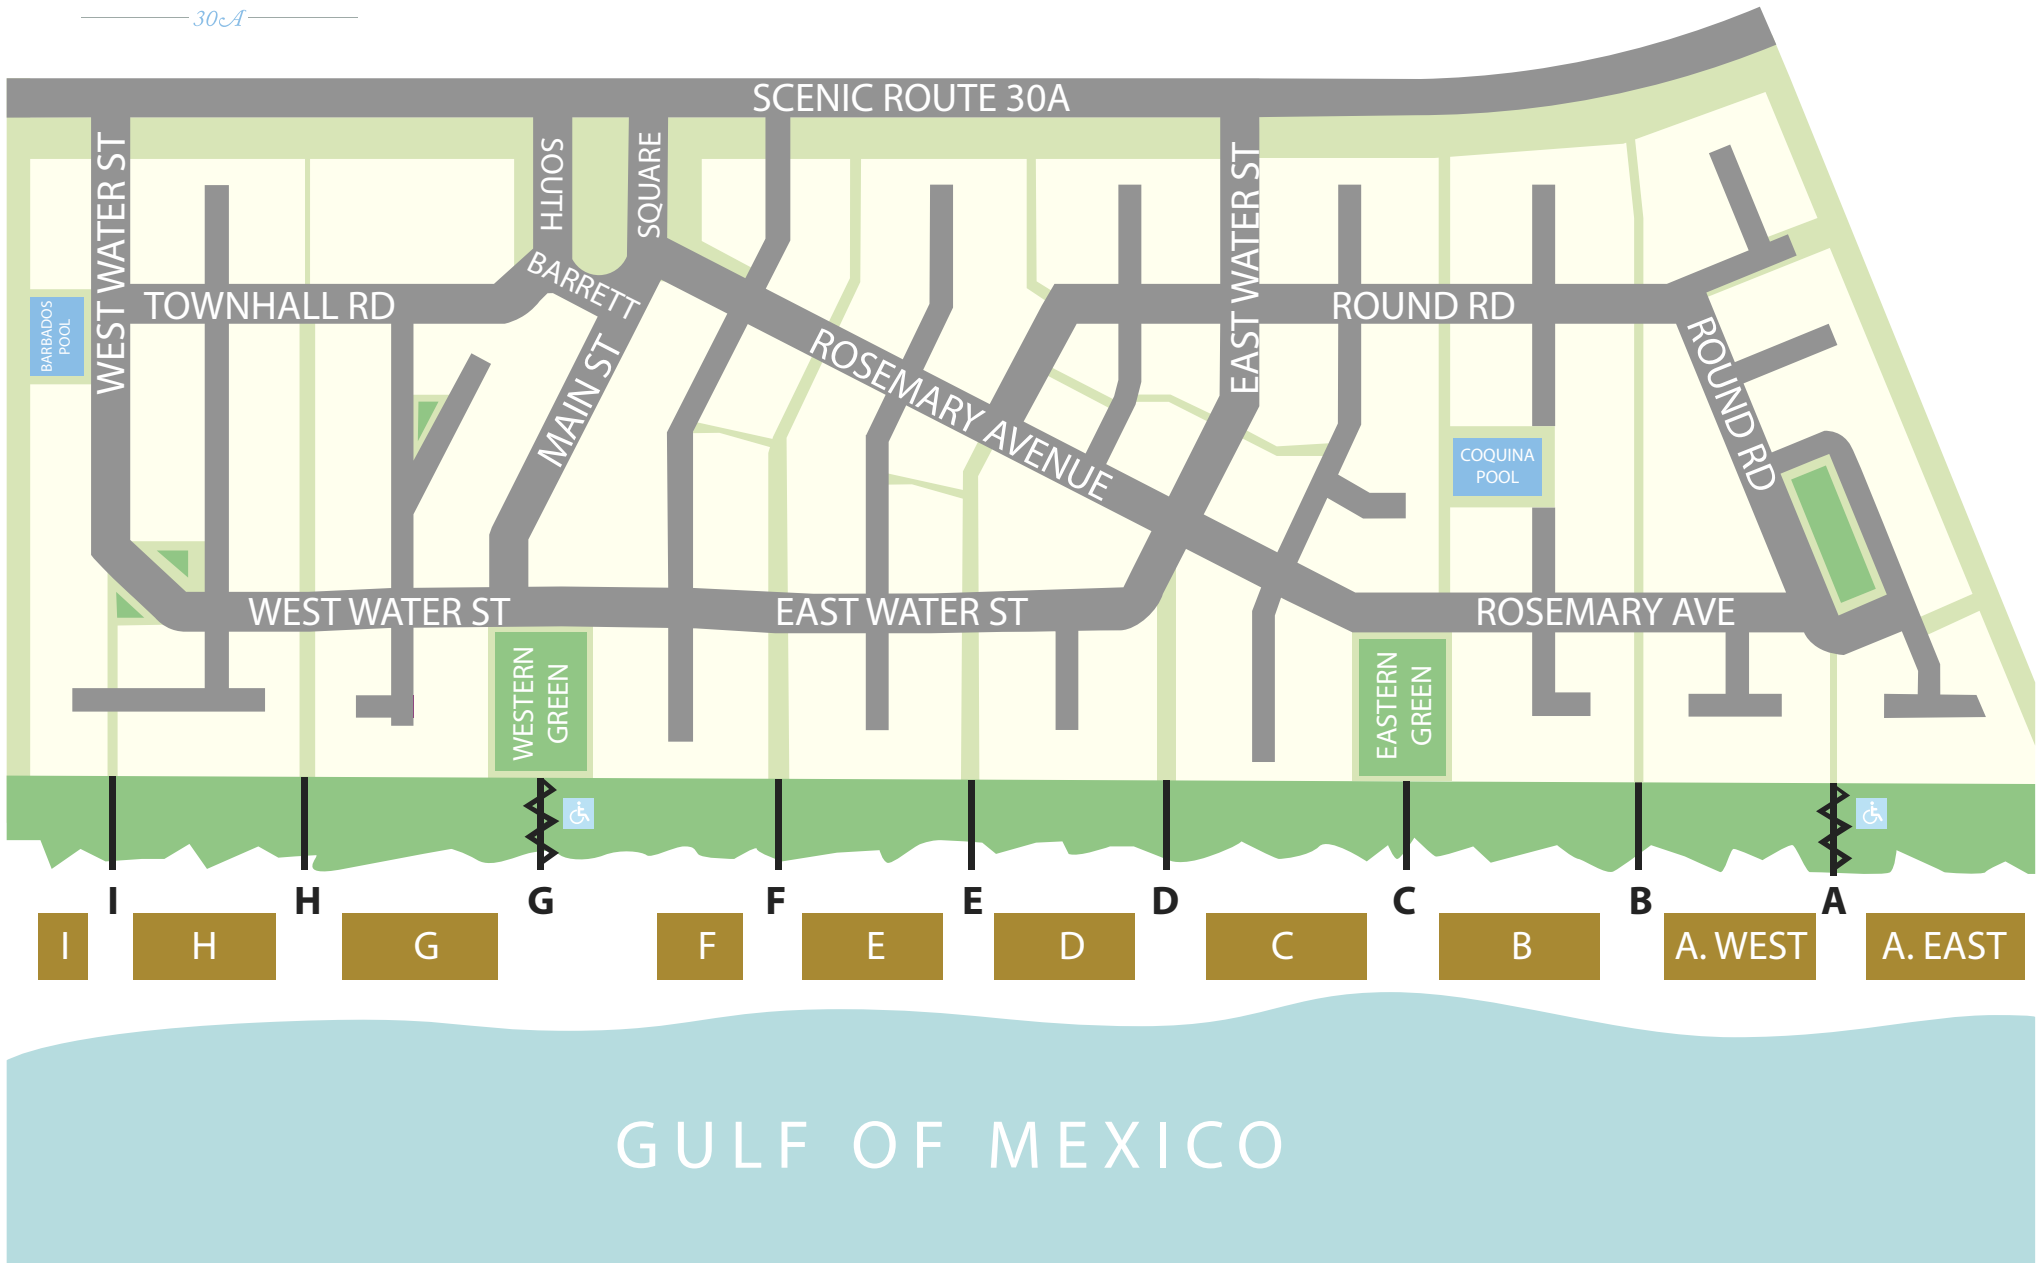 30A
SCENIC ROUTE 30A
WEST WATER ST
SOUTH
SQUARE
BARRETT
EAST WATER ST
TOWNHALL RD
ROUND RD
BARBADOS
POOL
MAIN ST
ROSEMARY AVENUE
ROUND RD
COQUINA
POOL
WEST WATER ST
EAST WATER ST
ROSEMARY AVE
WESTERN
GREEN
EASTERN
GREEN
I
H
G
F
E
D
C
B
A
I
H
G
F
E
D
C
B
A. WEST
A. EAST
GULF OF MEXICO